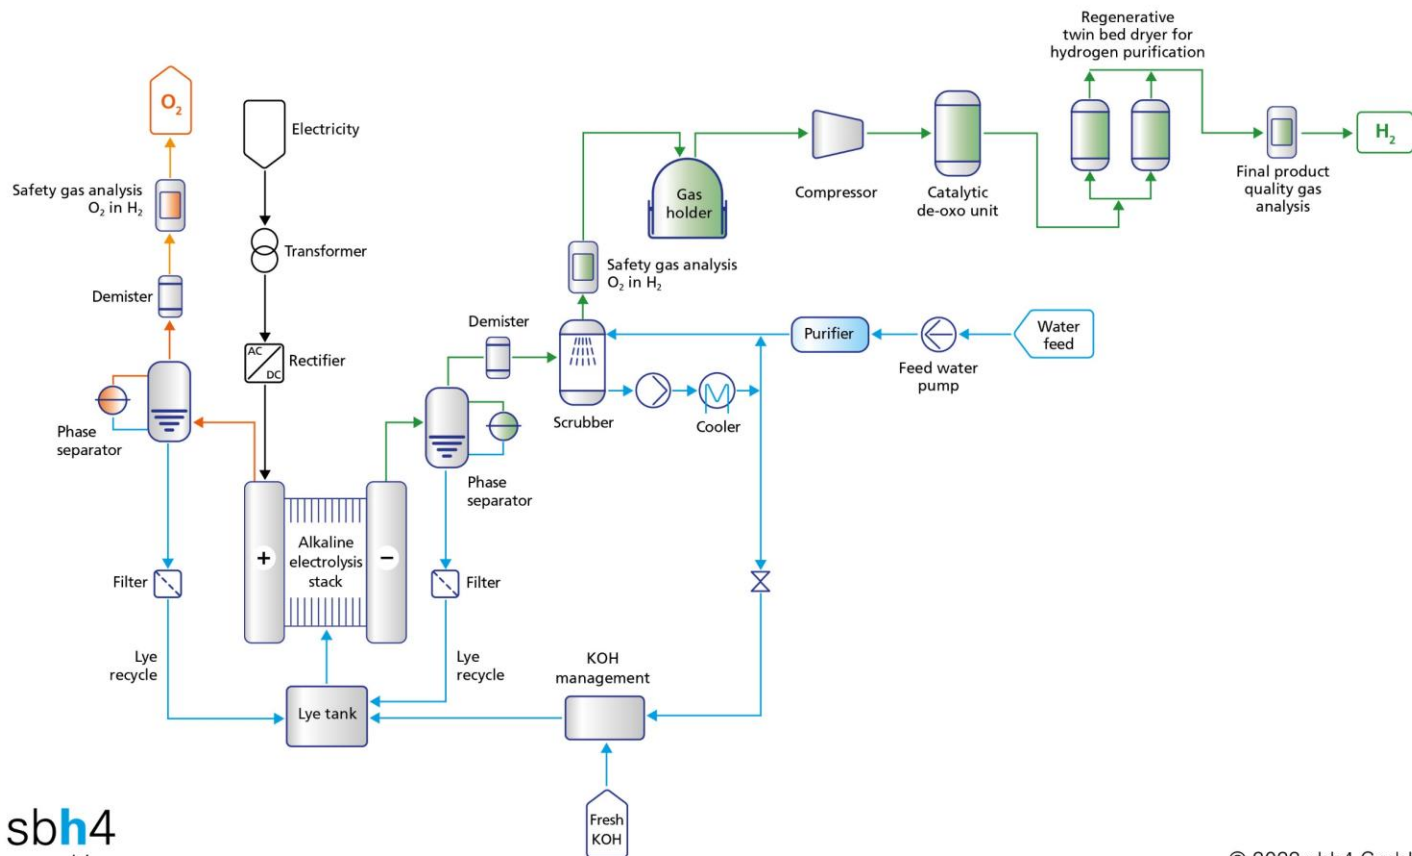 Regenerative
twin bed dryer for
hydrogen purification
O2
Electricity
Safety gas analysis
O2 in H2
Transformer
Demister
AC
DC
Rectifier
Phase
separator
Gas
holder
Compressor
Catalytic
de-oxo unit
Final product
quality gas
analysis
H2
Safety gas analysis
O2 in H2
Demister
Scrubber
Cooler
Purifier
Feed water
pump
Water
feed
Phase
separator
+
Alkaline
electrolysis
stack
−
Filter
Filter
Lye
recycle
Lye
recycle
Lye tank
KOH
management
Fresh
KOH
sbh4